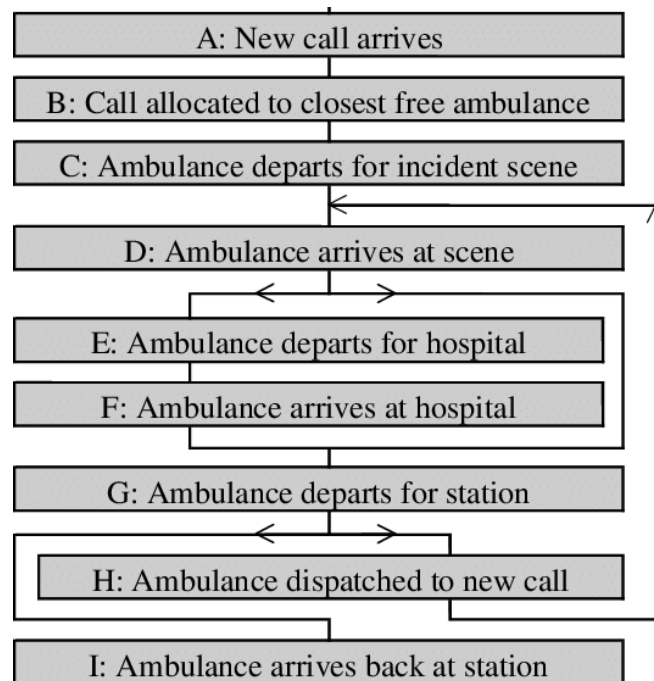 A: New call arrives
B: Call allocated to closest free ambulance
C: Ambulance departs for incident scene
D: Ambulance arrives at scene
E: Ambulance departs for hospital
F: Ambulance arrives at hospital
G: Ambulance departs for station
H: Ambulance dispatched to new call
I: Ambulance arrives back at station